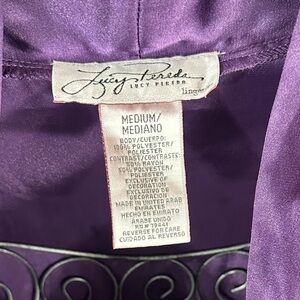 Lucy Pereda
LUCY PEREDA
MEDIUM/
MEDIANO
BODY/CUERPO:
100% POLYESTER/
POLYESTER
CONTRAST/CONTRASTE:
50% RAYON
50% POLYESTER/
POLYESTER
EXCLUSIVE OF
DECORATION
EXCLUSIVO DE
DECORACION
MADE IN UNITED ARAB
EMIRATES
HECHO EN EMIRATO
ARABE UNIDO
REVERSE FOR CARE
CUIDADO AL REVERSO